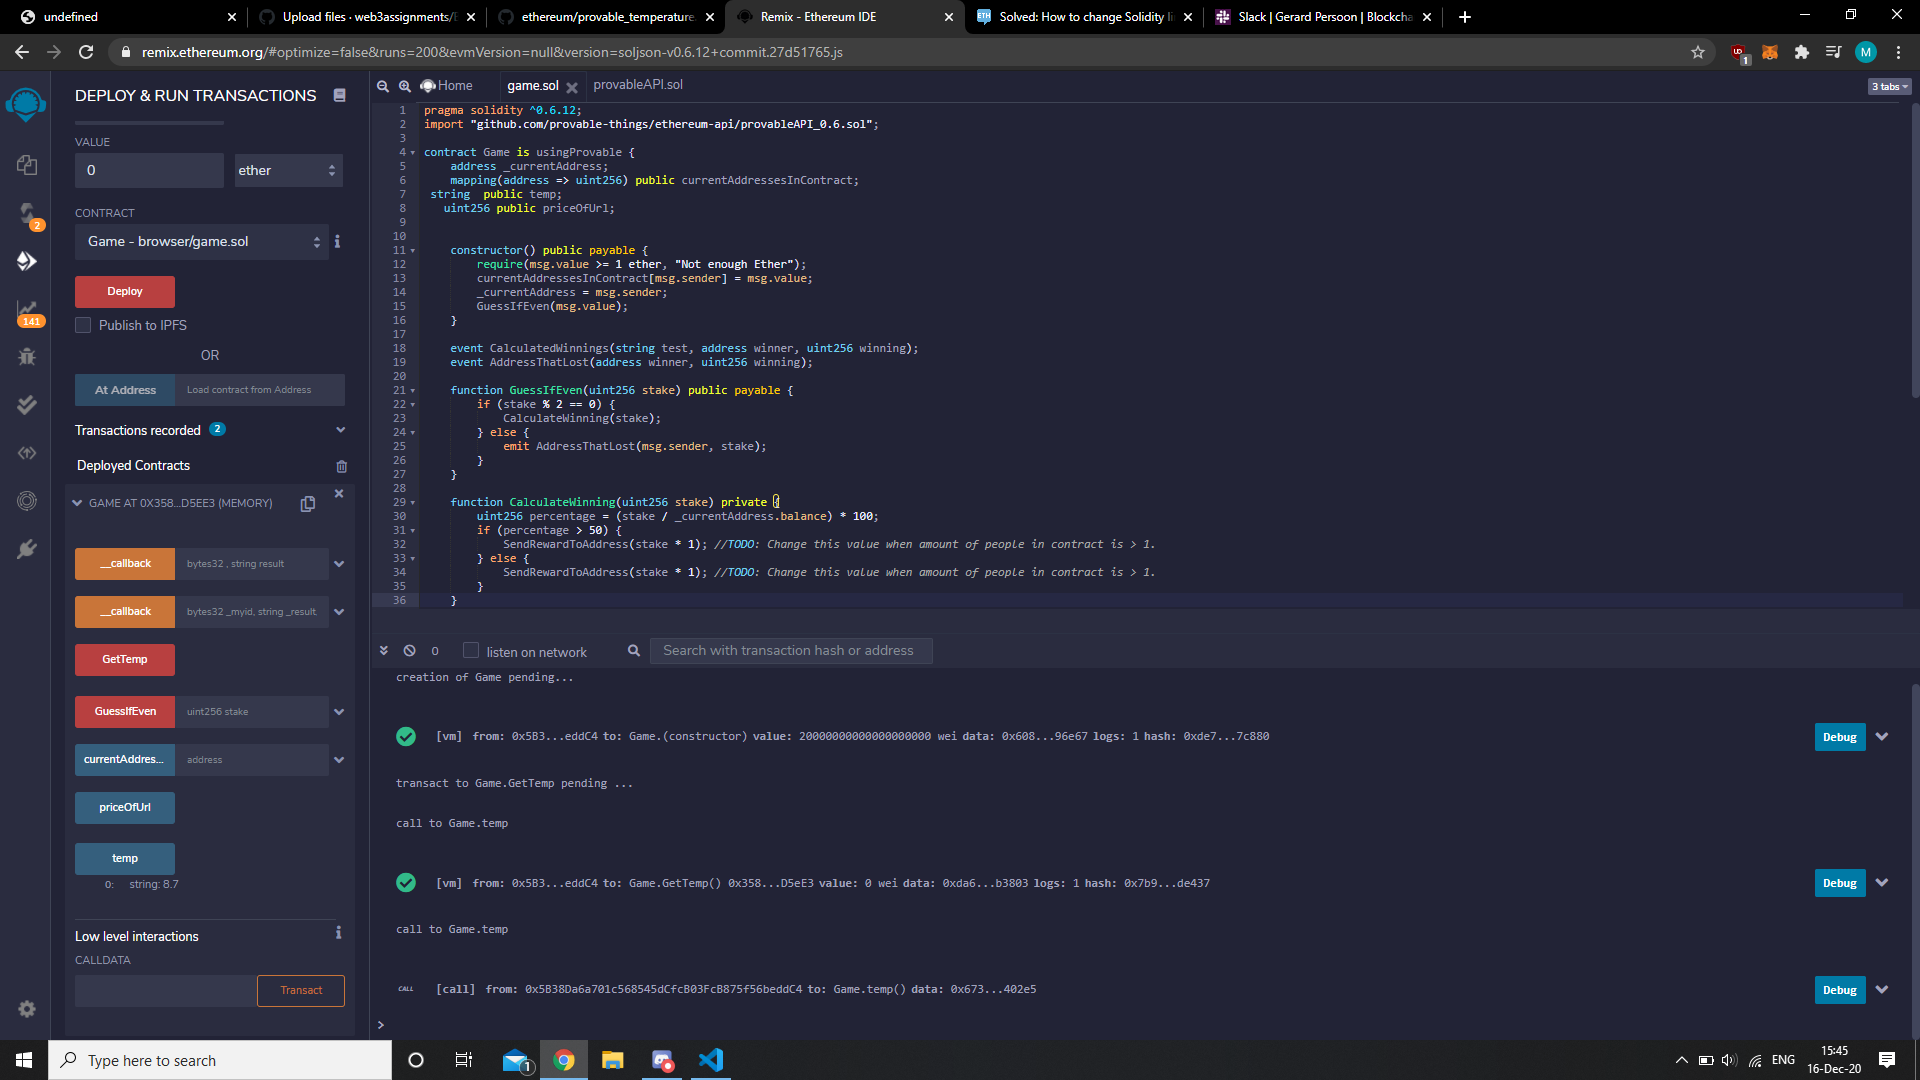 undefined
Upload files · web3assignments/E
ethereum/provable_temperature.
Remix - Ethereum IDE
Solved: How to change Solidity li
Slack | Gerard Persoon | Blockcha
remix.ethereum.org/#optimize=false&runs=200&evmVersion=null&version=soljson-v0.6.12+commit.27d51765.js
1
M
DEPLOY & RUN TRANSACTIONS
VALUE
0
ether
CONTRACT
Game - browser/game.sol
Deploy
Publish to IPFS
OR
At Address
Load contract from Address
Transactions recorded 2
Deployed Contracts
GAME AT 0X358...D5EE3 (MEMORY)
__callback
bytes32 , string result
__callback
bytes32 _myid, string _result,
GetTemp
GuessIfEven
uint256 stake
currentAddres...
address
priceOfUrl
temp
0: string: 8.7
Low level interactions
CALLDATA
Transact
2
141
Home
game.sol
provableAPI.sol
3 tabs
1 pragma solidity ^0.6.12;
2 import "github.com/provable-things/ethereum-api/provableAPI_0.6.sol";
3
4 contract Game is usingProvable {
5 address _currentAddress;
6 mapping(address => uint256) public currentAddressesInContract;
7 string public temp;
8 uint256 public priceOfUrl;
9
10
11 constructor() public payable {
12 require(msg.value >= 1 ether, "Not enough Ether");
13 currentAddressesInContract[msg.sender] = msg.value;
14 _currentAddress = msg.sender;
15 GuessIfEven(msg.value);
16 }
17
18 event CalculatedWinnings(string test, address winner, uint256 winning);
19 event AddressThatLost(address winner, uint256 winning);
20
21 function GuessIfEven(uint256 stake) public payable {
22 if (stake % 2 == 0) {
23 CalculateWinning(stake);
24 } else {
25 emit AddressThatLost(msg.sender, stake);
26 }
27 }
28
29 function CalculateWinning(uint256 stake) private {
30 uint256 percentage = (stake / _currentAddress.balance) * 100;
31 if (percentage > 50) {
32 SendRewardToAddress(stake * 1); //TODO: Change this value when amount of people in contract is > 1.
33 } else {
34 SendRewardToAddress(stake * 1); //TODO: Change this value when amount of people in contract is > 1.
35 }
36 }
0
listen on network
Search with transaction hash or address
creation of Game pending...
[vm] from: 0x5B3...eddC4 to: Game.(constructor) value: 20000000000000000000 wei data: 0x608...96e67 logs: 1 hash: 0xde7...7c880
Debug
transact to Game.GetTemp pending ...
call to Game.temp
[vm] from: 0x5B3...eddC4 to: Game.GetTemp() 0x358...D5eE3 value: 0 wei data: 0xda6...b3803 logs: 1 hash: 0x7b9...de437
Debug
call to Game.temp
CALL [call] from: 0x5B38Da6a701c568545dCfcB03FcB875f56beddC4 to: Game.temp() data: 0x673...402e5
Debug
>
Type here to search
1
ENG
15:45
16-Dec-20